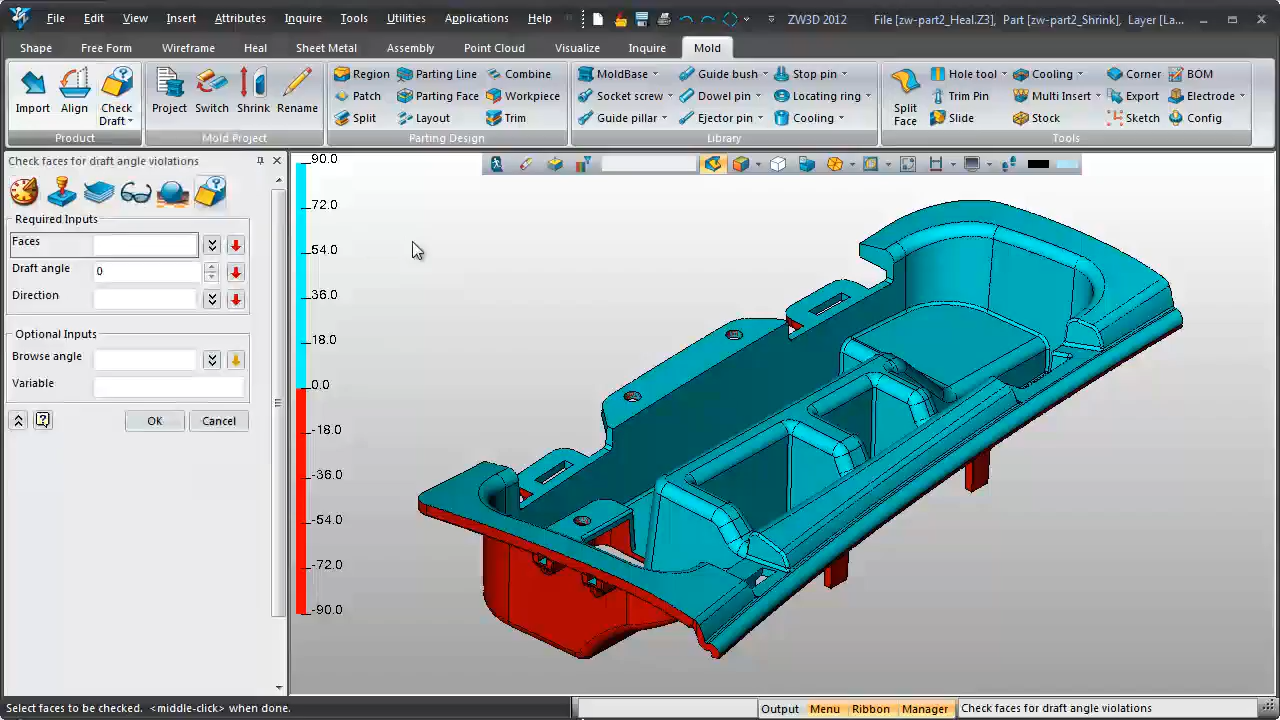 File Edit View Insert Attributes Inquire Tools Utilities Applications Help ZW3D 2012 File [zw-part2_Heal.Z3], Part [zw-part2_Shrink], Layer [La...
Shape Free Form Wireframe Heal Sheet Metal Assembly Point Cloud Visualize Inquire Mold
Region Parting Line Combine MoldBase Guide bush Stop pin Hole tool Cooling Corner BOM
Patch Parting Face Workpiece Socket screw Dowel pin Locating ring Trim Pin Multi Insert Export Electrode
Import Align Check Draft Project Switch Shrink Rename Split Face
Split Layout Trim Guide pillar Ejector pin Cooling Slide Stock Sketch Config
Product Mold Project Parting Design Library Tools
Check faces for draft angle violations
Required Inputs
Faces
Draft angle 0
Direction
Optional Inputs
Browse angle
Variable
OK Cancel
90.0
72.0
54.0
36.0
18.0
0.0
-18.0
-36.0
-54.0
-72.0
-90.0
Select faces to be checked. <middle-click> when done. Output Menu Ribbon Manager Check faces for draft angle violations